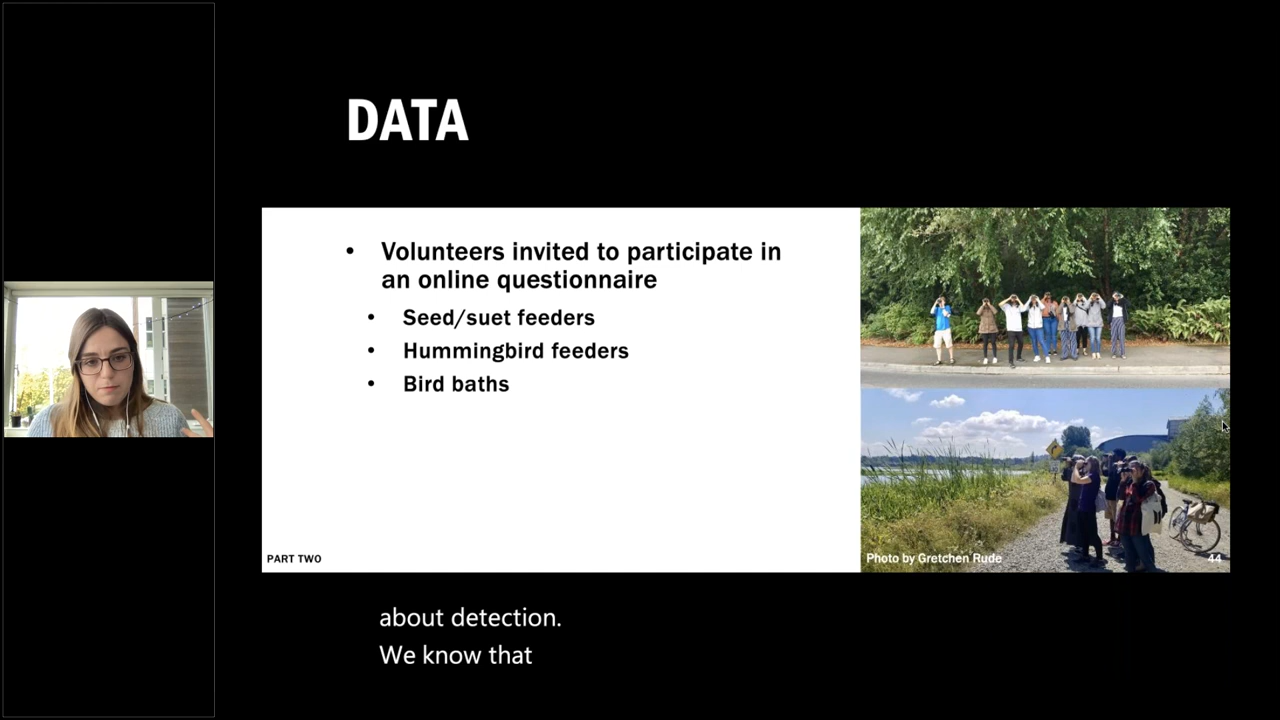 DATA
Volunteers invited to participate in
an online questionnaire
Seed/suet feeders
Hummingbird feeders
Bird baths
PART TWO
Photo by Gretchen Rude
44
about detection.
We know that